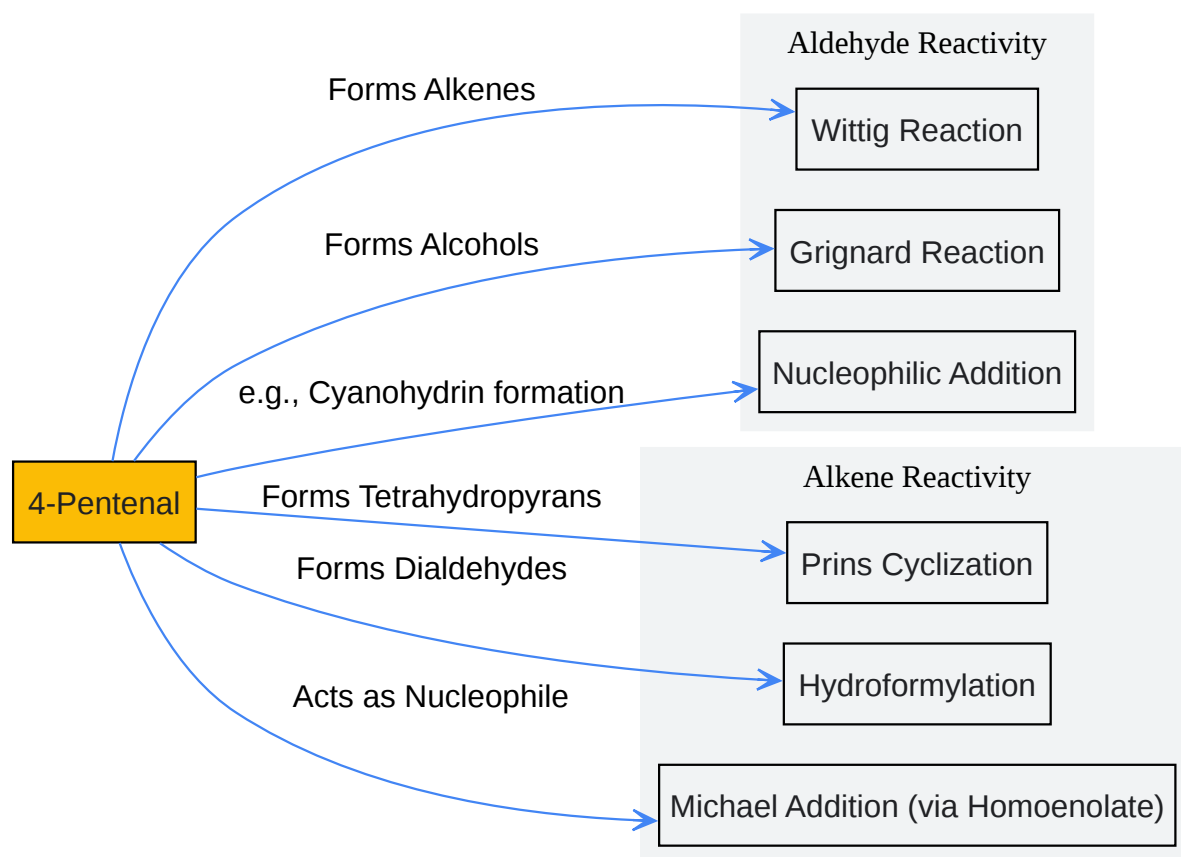 Aldehyde Reactivity
Forms Alkenes
Wittig Reaction
Forms Alcohols
Grignard Reaction
e.g., Cyanohydrin formation
Nucleophilic Addition
4-Pentenal
Alkene Reactivity
Forms Tetrahydropyrans
Prins Cyclization
Forms Dialdehydes
Hydroformylation
Acts as Nucleophile
Michael Addition (via Homoenolate)